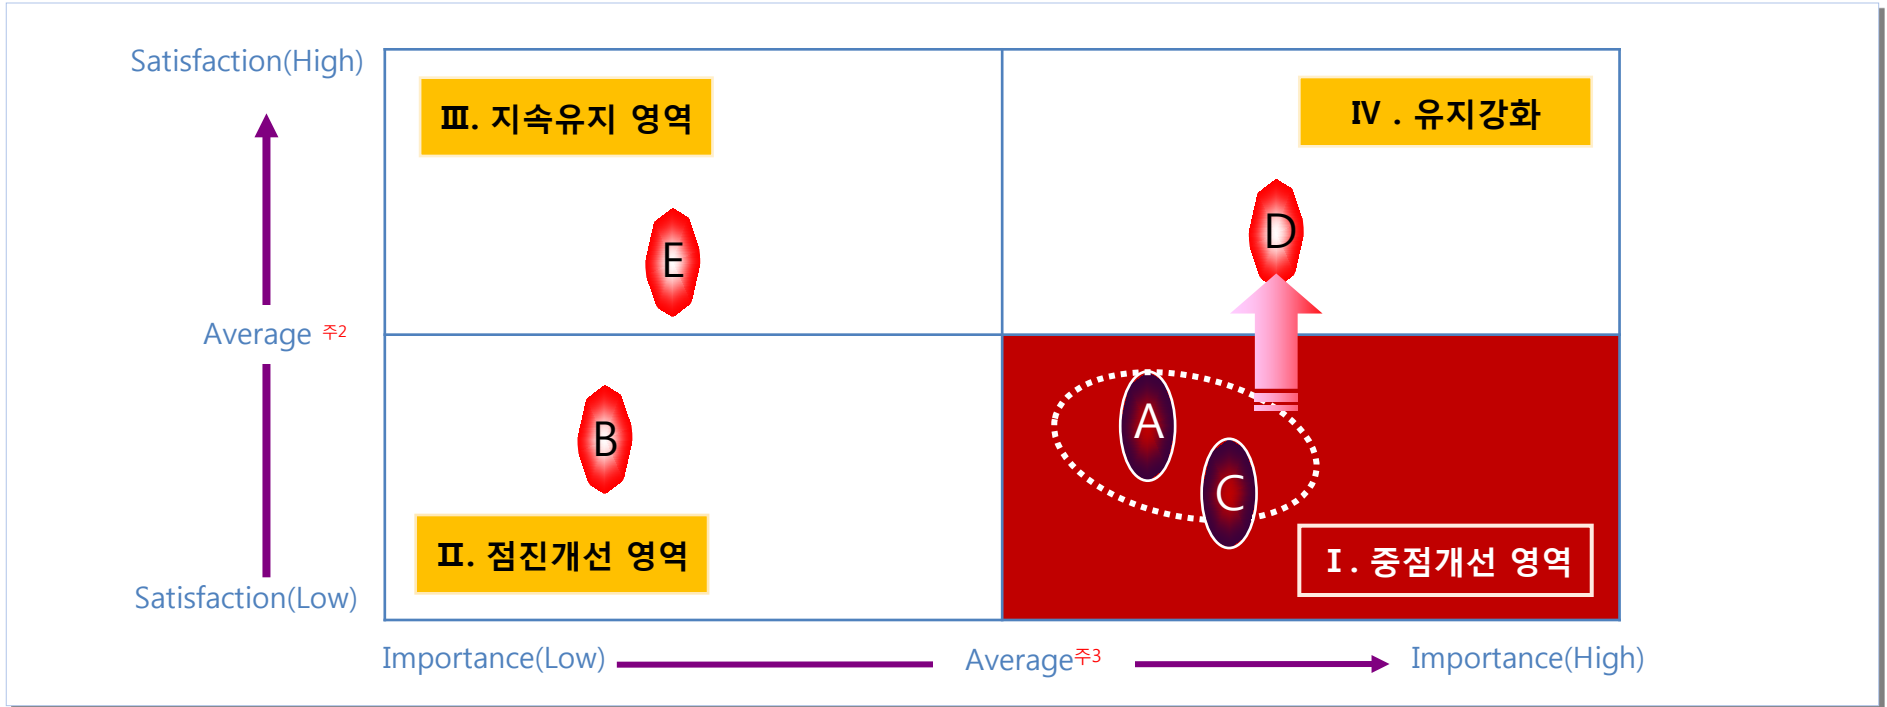 Satisfaction(High)
Ⅲ. 지속유지 영역
Ⅳ . 유지강화
D
E
Average 주2
A
B
C
Ⅱ. 점진개선 영역
Ⅰ. 중점개선 영역
Satisfaction(Low)
Importance(Low)
Average주3
Importance(High)